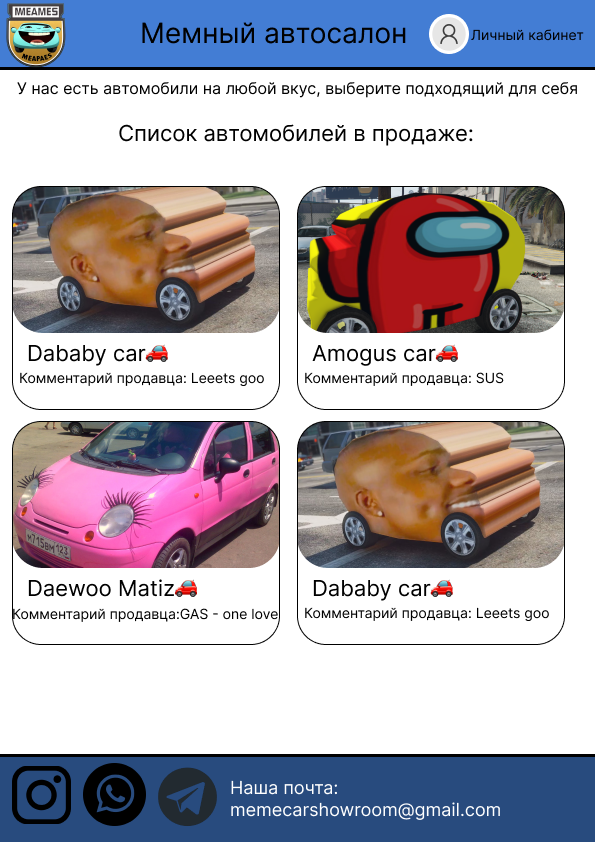 MEAMES
MEAPAES
Мемный автосалон
Личный кабинет
У нас есть автомобили на любой вкус, выберите подходящий для себя
Список автомобилей в продаже:
Dababy car🚗
Комментарий продавца: Leeets goo
Amogus car🚗
Комментарий продавца: SUS
М715ВМ 123
Daewoo Matiz🚗
Комментарий продавца:GAS - one love
Dababy car🚗
Комментарий продавца: Leeets goo
Наша почта:
memecarshowroom@gmail.com